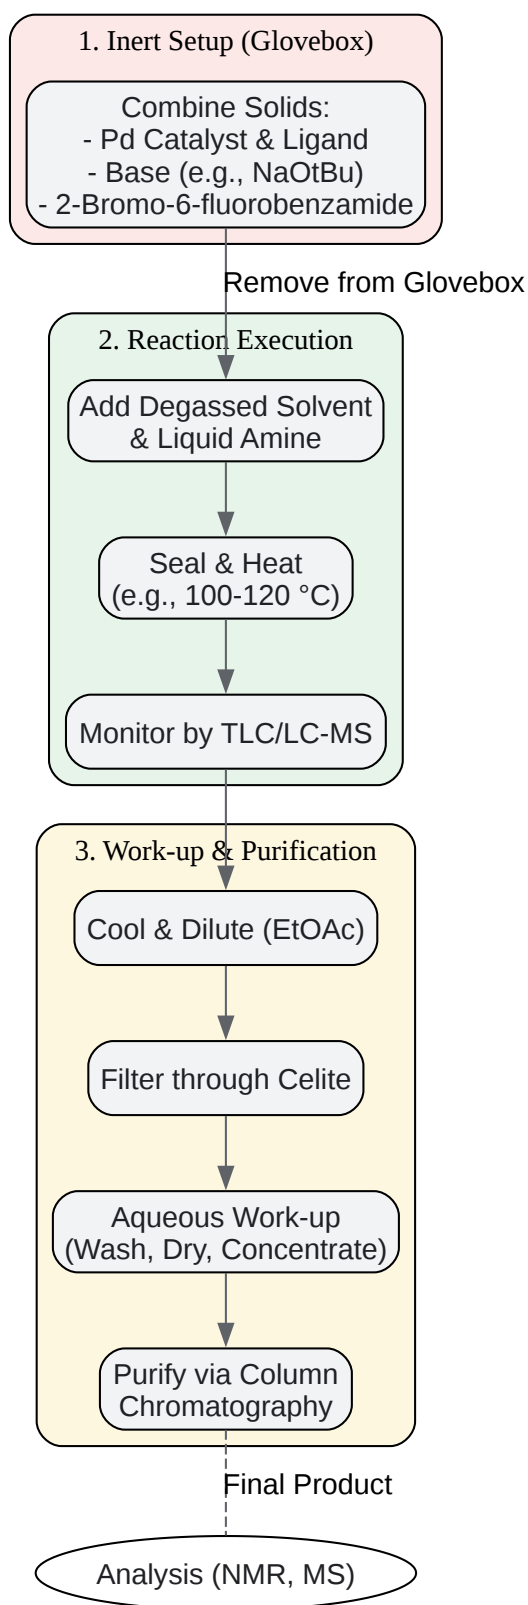 1. Inert Setup (Glovebox)
Combine Solids:
- Pd Catalyst & Ligand
- Base (e.g., NaOtBu)
- 2-Bromo-6-fluorobenzamide
Remove from Glovebox
2. Reaction Execution
Add Degassed Solvent
& Liquid Amine
Seal & Heat
(e.g., 100-120 °C)
Monitor by TLC/LC-MS
3. Work-up & Purification
Cool & Dilute (EtOAc)
Filter through Celite
Aqueous Work-up
(Wash, Dry, Concentrate)
Purify via Column
Chromatography
Final Product
Analysis (NMR, MS)